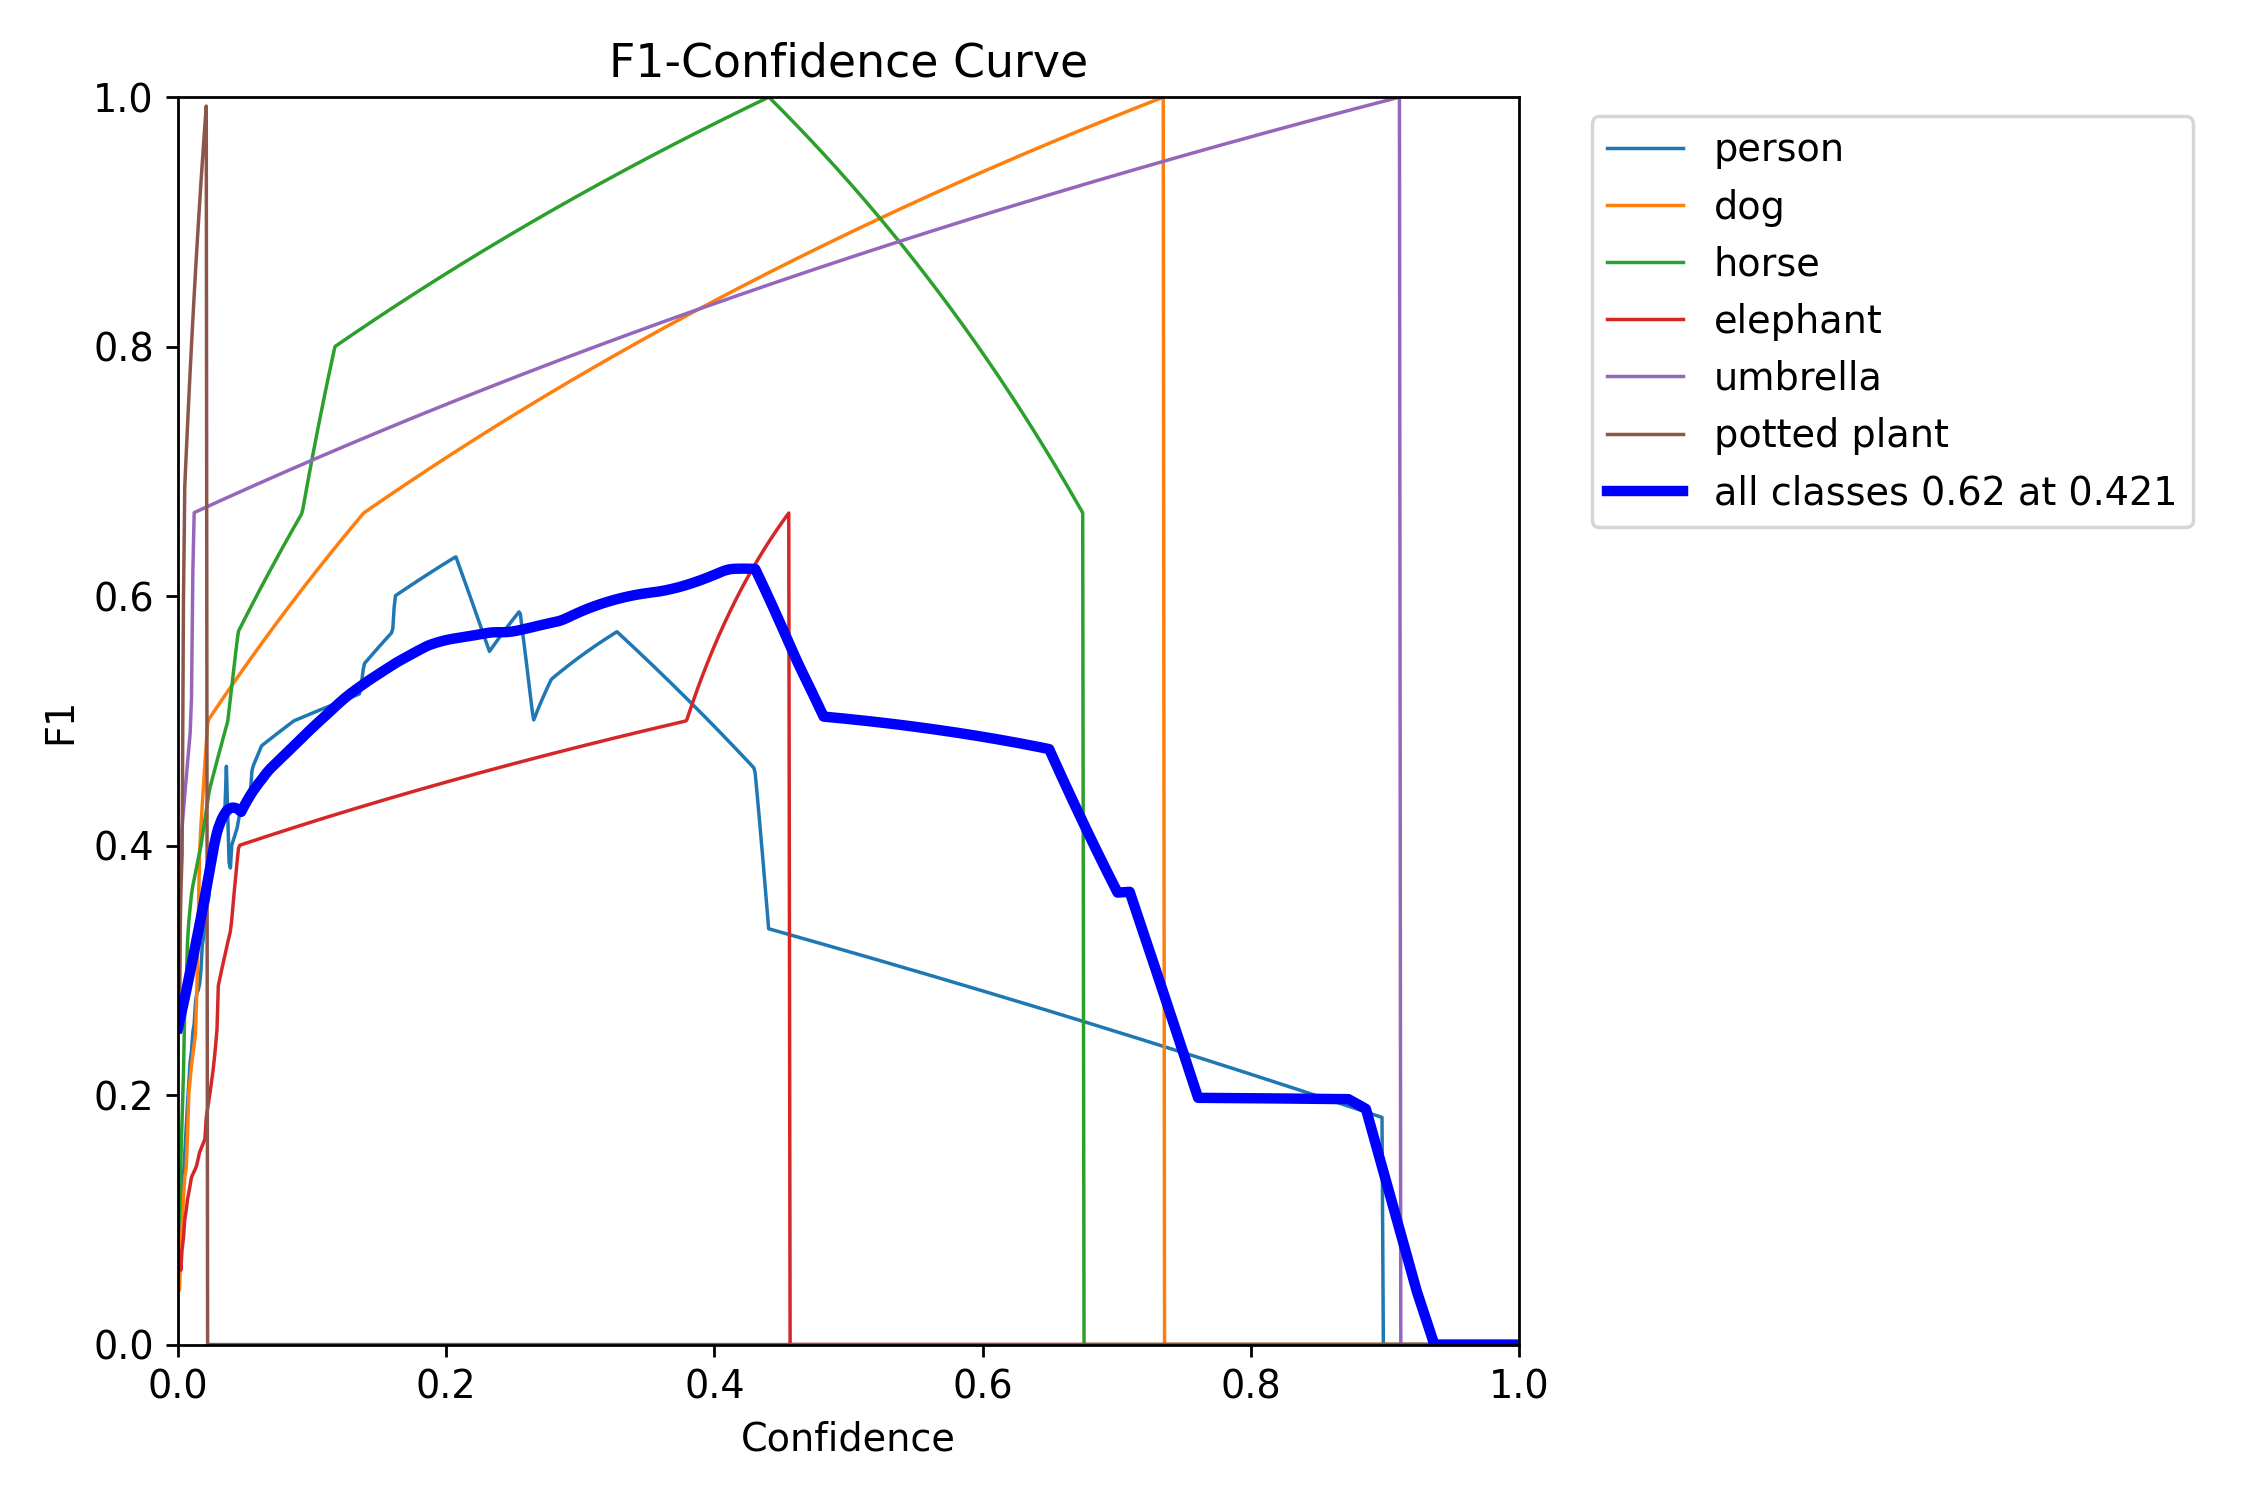 F1-Confidence Curve
1.0
0.8
0.6
0.4
0.2
0.0
F1
0.0 0.2 0.4 0.6 0.8 1.0
Confidence
person
dog
horse
elephant
umbrella
potted plant
all classes 0.62 at 0.421